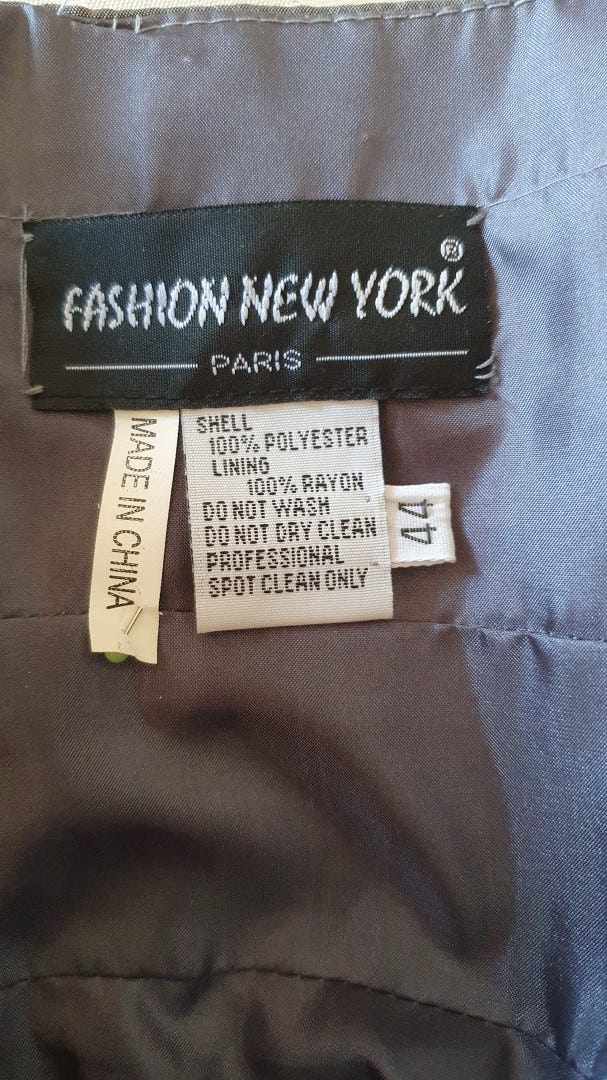 ®
FASHION NEW YORK
PARIS
MADE IN CHINA
SHELL
100% POLYESTER
LINING
100% RAYON
DO NOT WASH
DO NOT DRY CLEAN
PROFESSIONAL
SPOT CLEAN ONLY
44